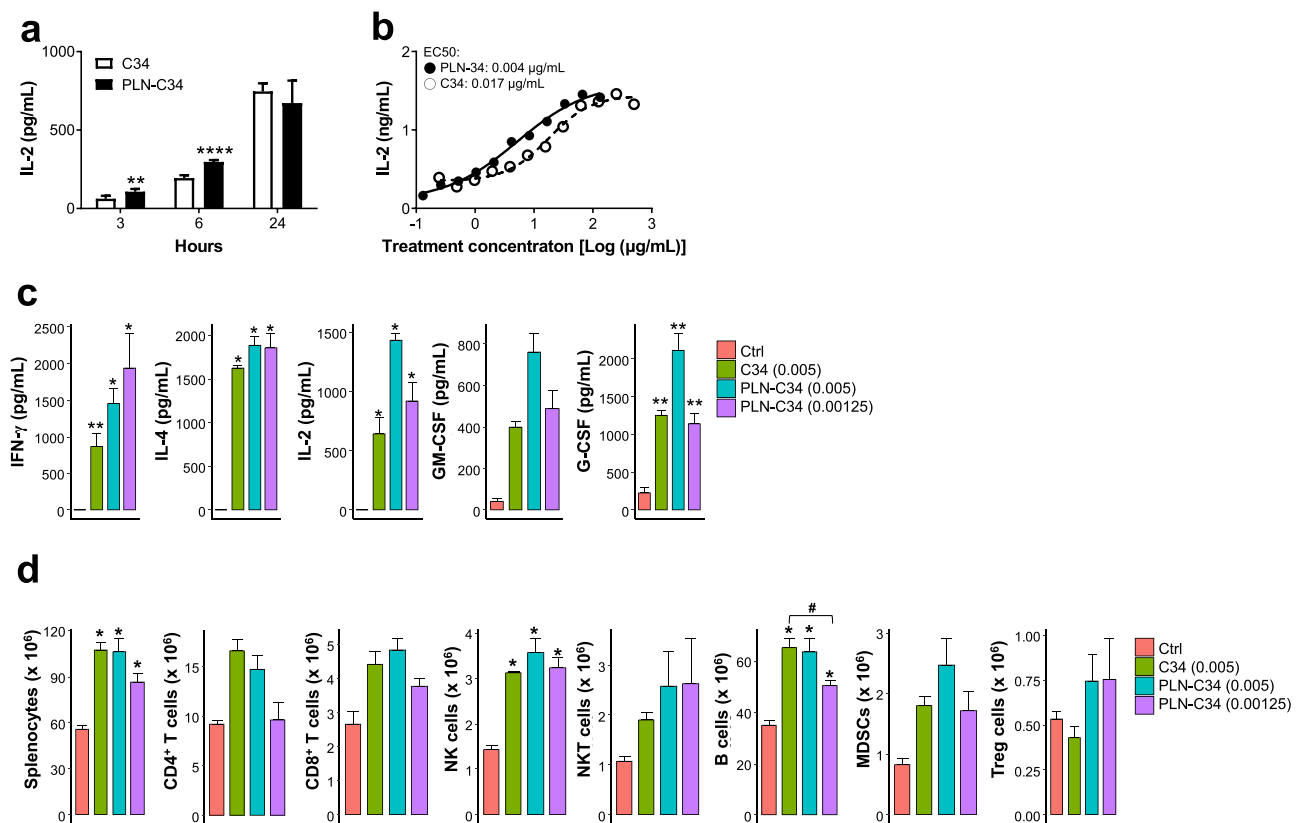 a
1000
500
0
IL-2 (pg/mL)
C34
PLN-C34
**
****
3
6
24
Hours
b
2
1
0
IL-2 (ng/mL)
EC50:
PLN-34: 0.004 µg/mL
C34: 0.017 µg/mL
-1
0
1
2
3
Treatment concentraton [Log (µg/mL)]
c
IFN-γ (pg/mL)
2500
2000
1500
1000
500
0
**
*
*
IL-4 (pg/mL)
2000
1500
1000
500
0
*
*
*
IL-2 (pg/mL)
1500
1000
500
0
*
*
*
GM-CSF (pg/mL)
800
600
400
200
0
G-CSF (pg/mL)
2000
1500
1000
500
0
**
**
**
Ctrl
C34 (0.005)
PLN-C34 (0.005)
PLN-C34 (0.00125)
d
Splenocytes (x 10⁶)
120
90
60
30
0
*
*
*
CD4⁺ T cells (x 10⁶)
15
10
5
0
CD8⁺ T cells (x 10⁶)
5
4
3
2
1
0
NK cells (x 10⁶)
4
3
2
1
0
*
*
*
NKT cells (x 10⁶)
3
2
1
0
B cells (x 10⁶)
60
40
20
0
*
*
*
#
MDSCs (x 10⁶)
3
2
1
0
Treg cells (x 10⁶)
1.00
0.75
0.50
0.25
0.00
Ctrl
C34 (0.005)
PLN-C34 (0.005)
PLN-C34 (0.00125)